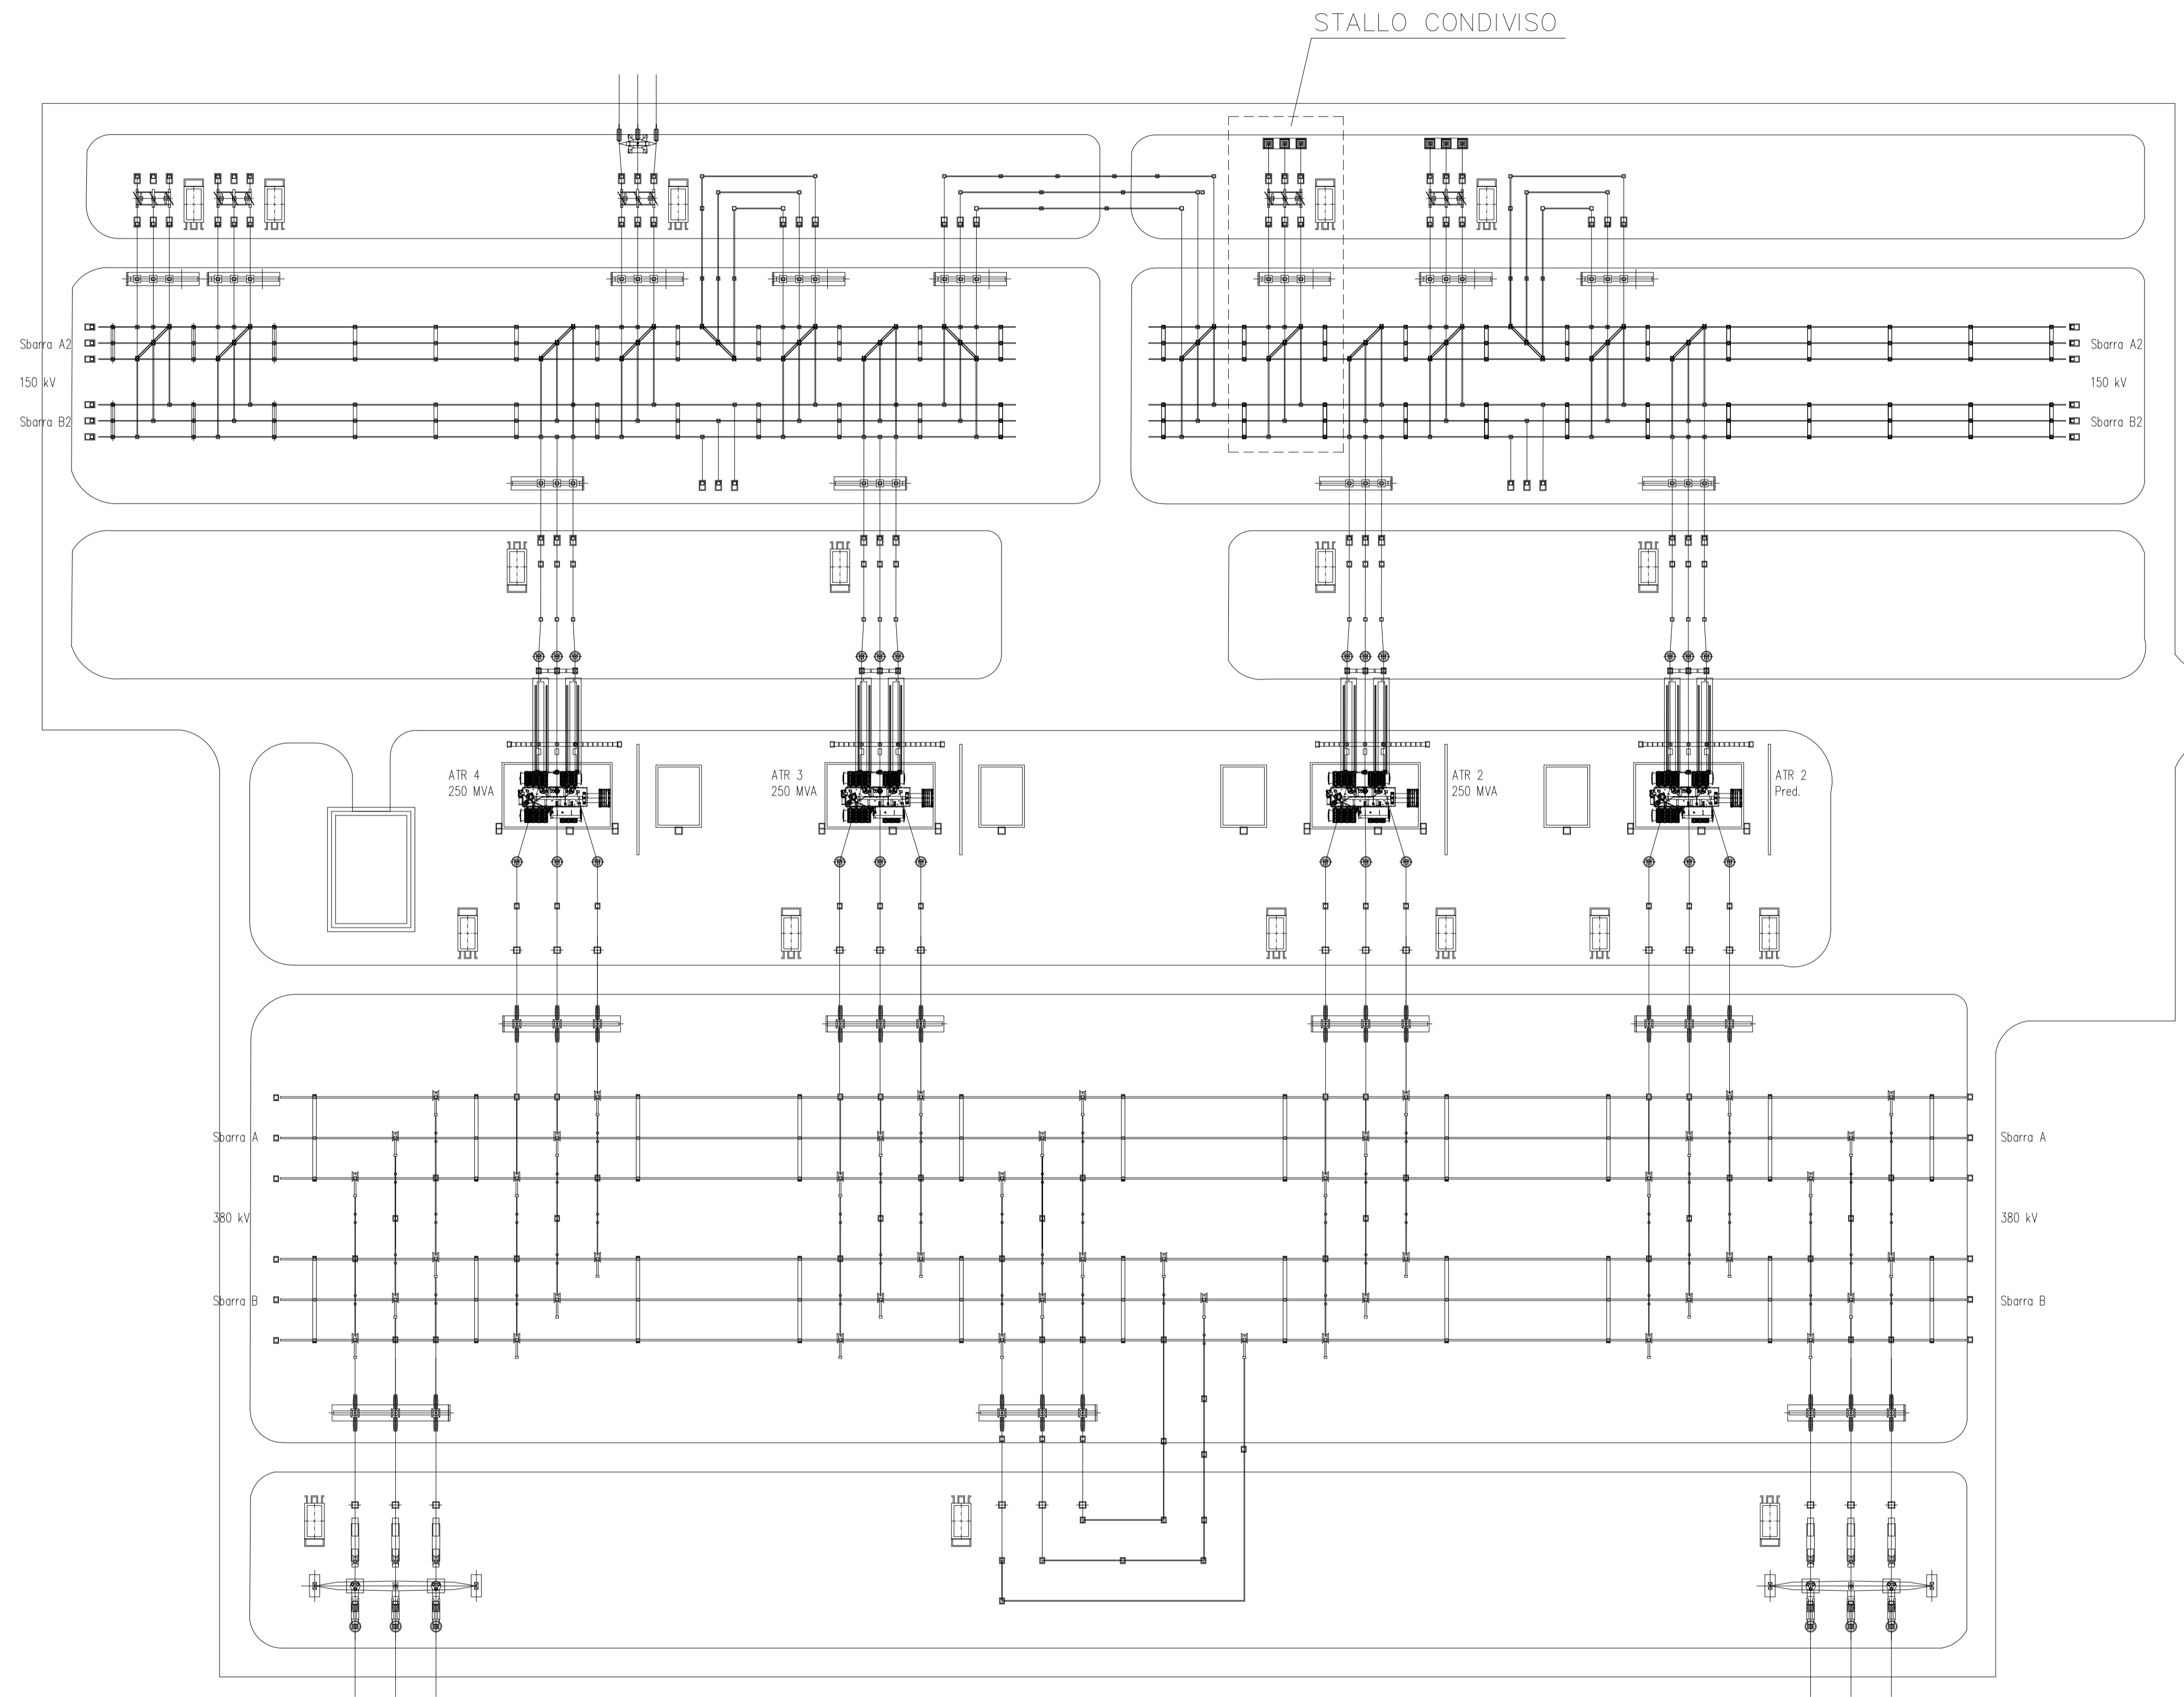 STALLO CONDIVISO
Sbarra A2
150 kV
Sbarra B2
Sbarra A2
150 kV
Sbarra B2
ATR 4
250 MVA
ATR 3
250 MVA
ATR 2
250 MVA
ATR 2
Pred.
Sbarra A
380 kV
Sbarra B
Sbarra A
380 kV
Sbarra B